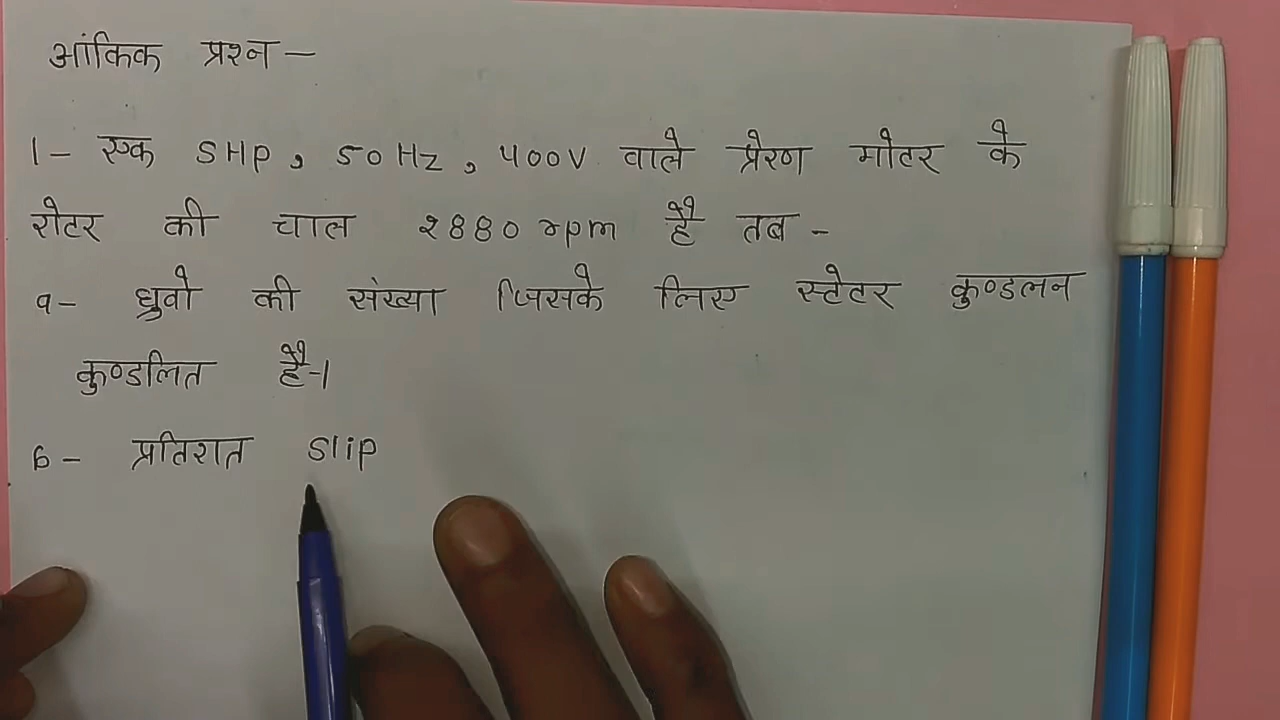 आंकिक प्रश्न –
1 – एक 5HP, 50Hz, 400V वाले प्रेरण मोटर के
रोटर की चाल 2880 rpm है तब –
a – ध्रुवो की संख्या जिसके लिए स्टेटर कुण्डलन
कुण्डलित है –।
b – प्रतिशत Slip